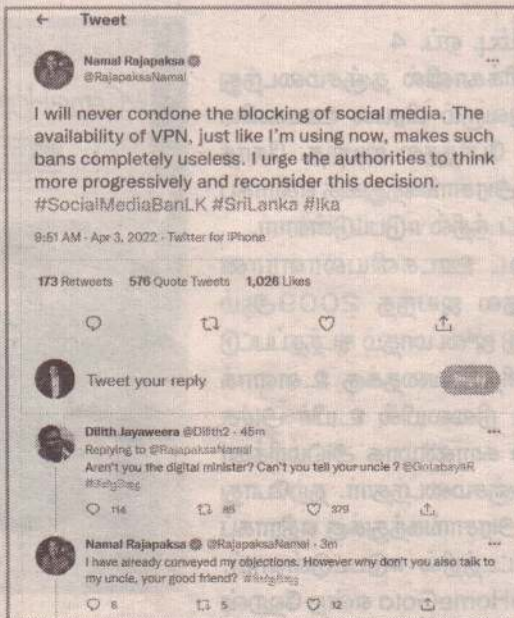 ← Tweet
Namal Rajapaksa
@RajapaksaNamal
I will never condone the blocking of social media. The
availability of VPN, just like I'm using now, makes such
bans completely useless. I urge the authorities to think
more progressively and reconsider this decision.
#SocialMediaBanLK #SriLanka #lka
9:51 AM · Apr 3, 2022 · Twitter for iPhone
173 Retweets 576 Quote Tweets 1,026 Likes
Tweet your reply
Dilith Jayaweera @Dilith2 · 45m
Replying to @RajapaksaNamal
Aren't you the digital minister? Can't you tell your uncle ? @GotabayaR
114 85 379
Namal Rajapaksa @RajapaksaNamal · 3m
I have already conveyed my objections. However why don't you also talk to
my uncle, your good friend?
8 5 32